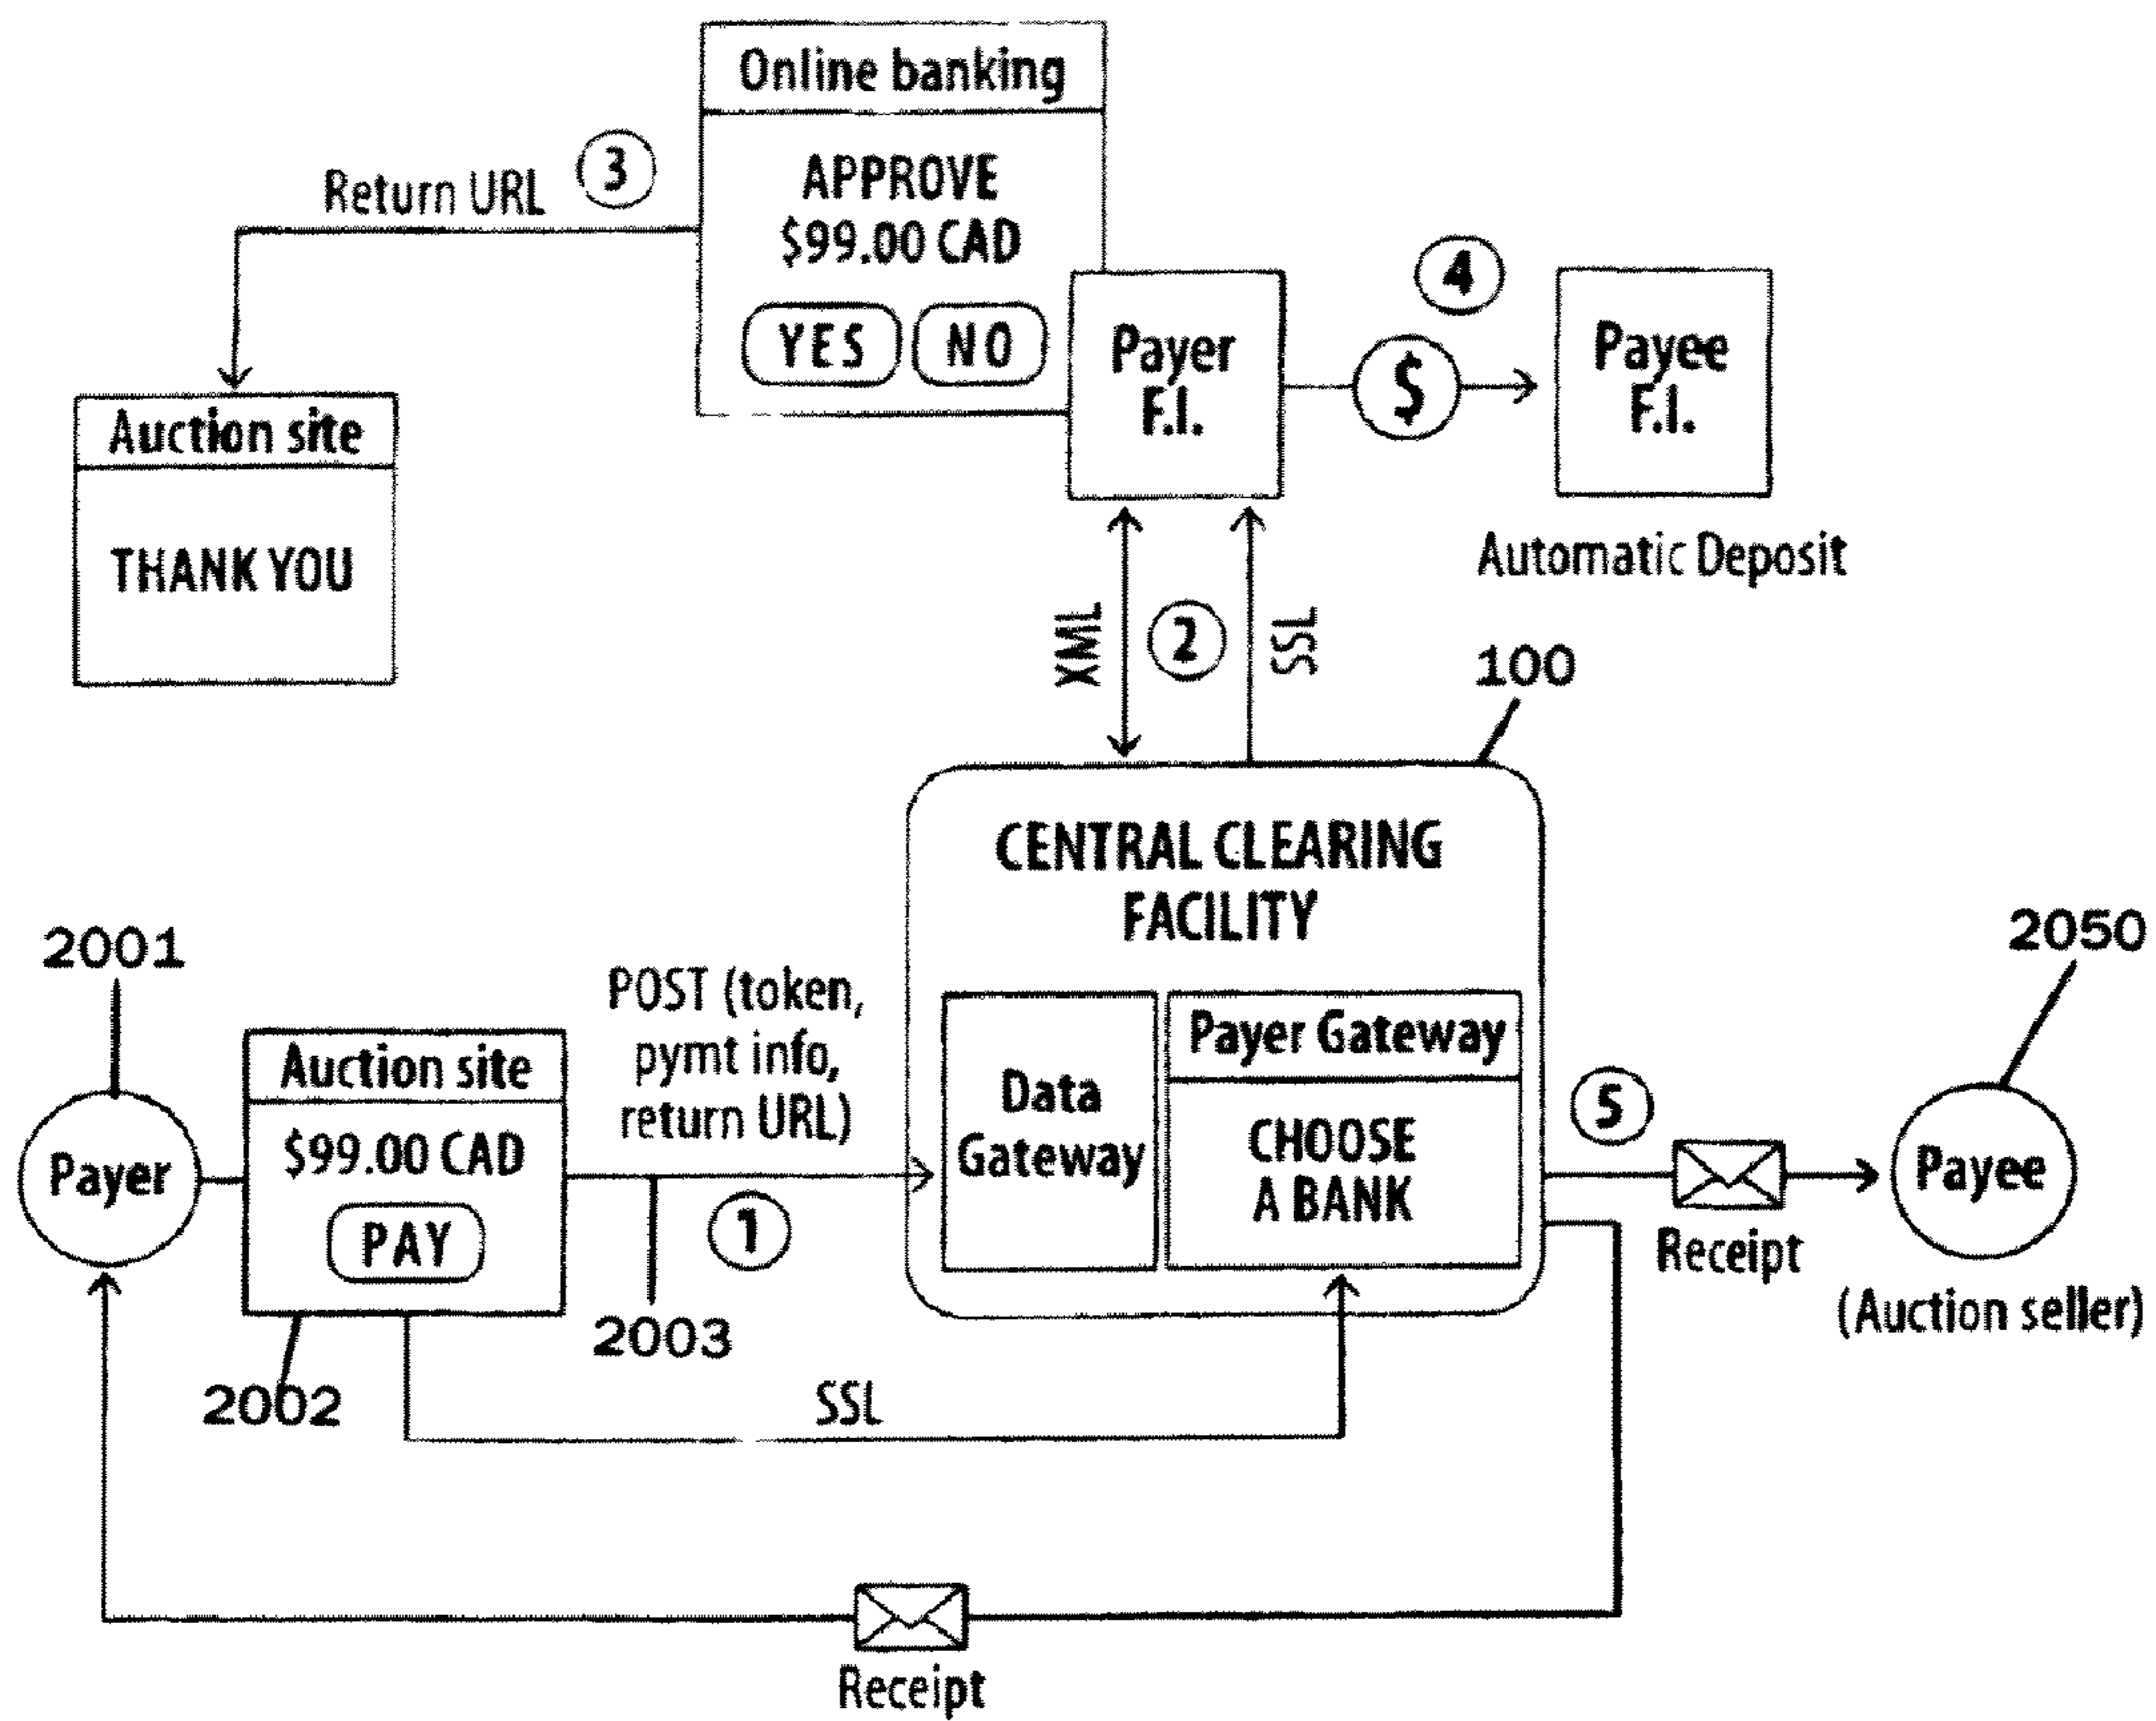 Online banking
APPROVE
$99.00 CAD
YES
NO
Return URL
3
Auction site
THANK YOU
Payer
F.I.
$
4
Payee
F.I.
Automatic Deposit
XML
2
SSL
100
CENTRAL CLEARING
FACILITY
Data
Gateway
Payer Gateway
CHOOSE
A BANK
2001
Payer
Auction site
$99.00 CAD
PAY
2002
POST (token,
pymt info,
return URL)
1
2003
SSL
5
Receipt
2050
Payee
(Auction seller)
Receipt